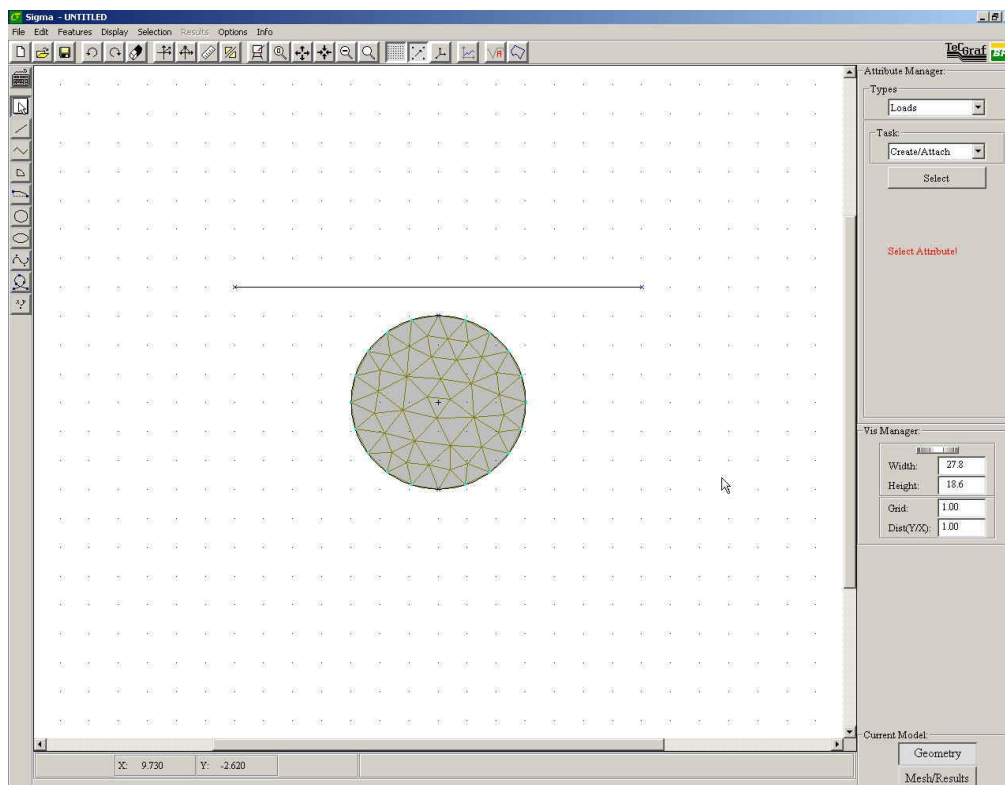 Sigma - UNTITLED
File Edit Features Display Selection Results Options Info
TeCGraf
Attribute Manager:
Types
Loads
Task:
Create/Attach
Select
Select Attribute!
Vis Manager:
Width: 27.8
Height: 18.6
Grid: 1.00
Dist(Y/X): 1.00
Current Model:
Geometry
Mesh/Results
X: 9.730 Y: -2.620